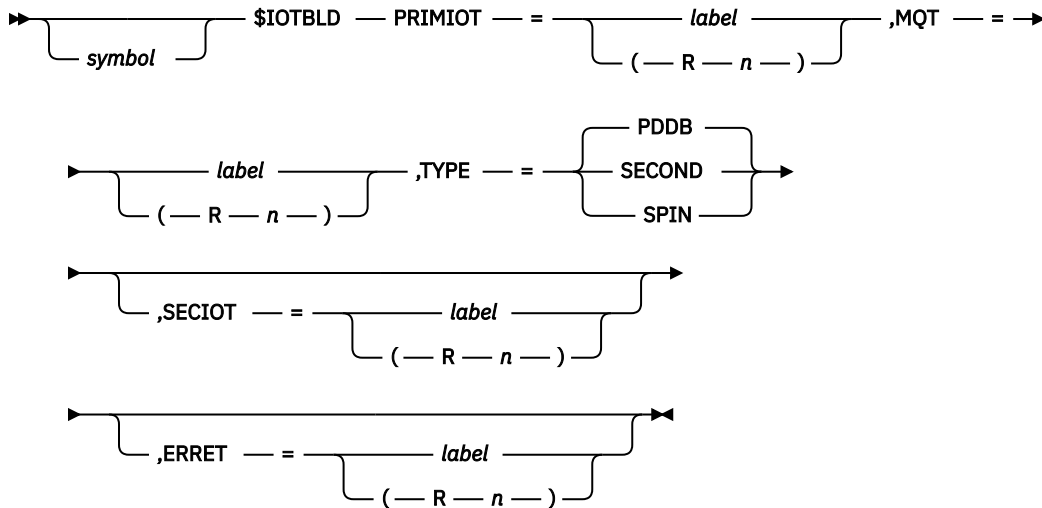 $IOTBLD PRIMIOT = label ,MQT =
symbol ( R n )
PDDB
label ,TYPE = SECOND
( R n ) SPIN
,SECIOT = label
( R n )
,ERRET = label
( R n )